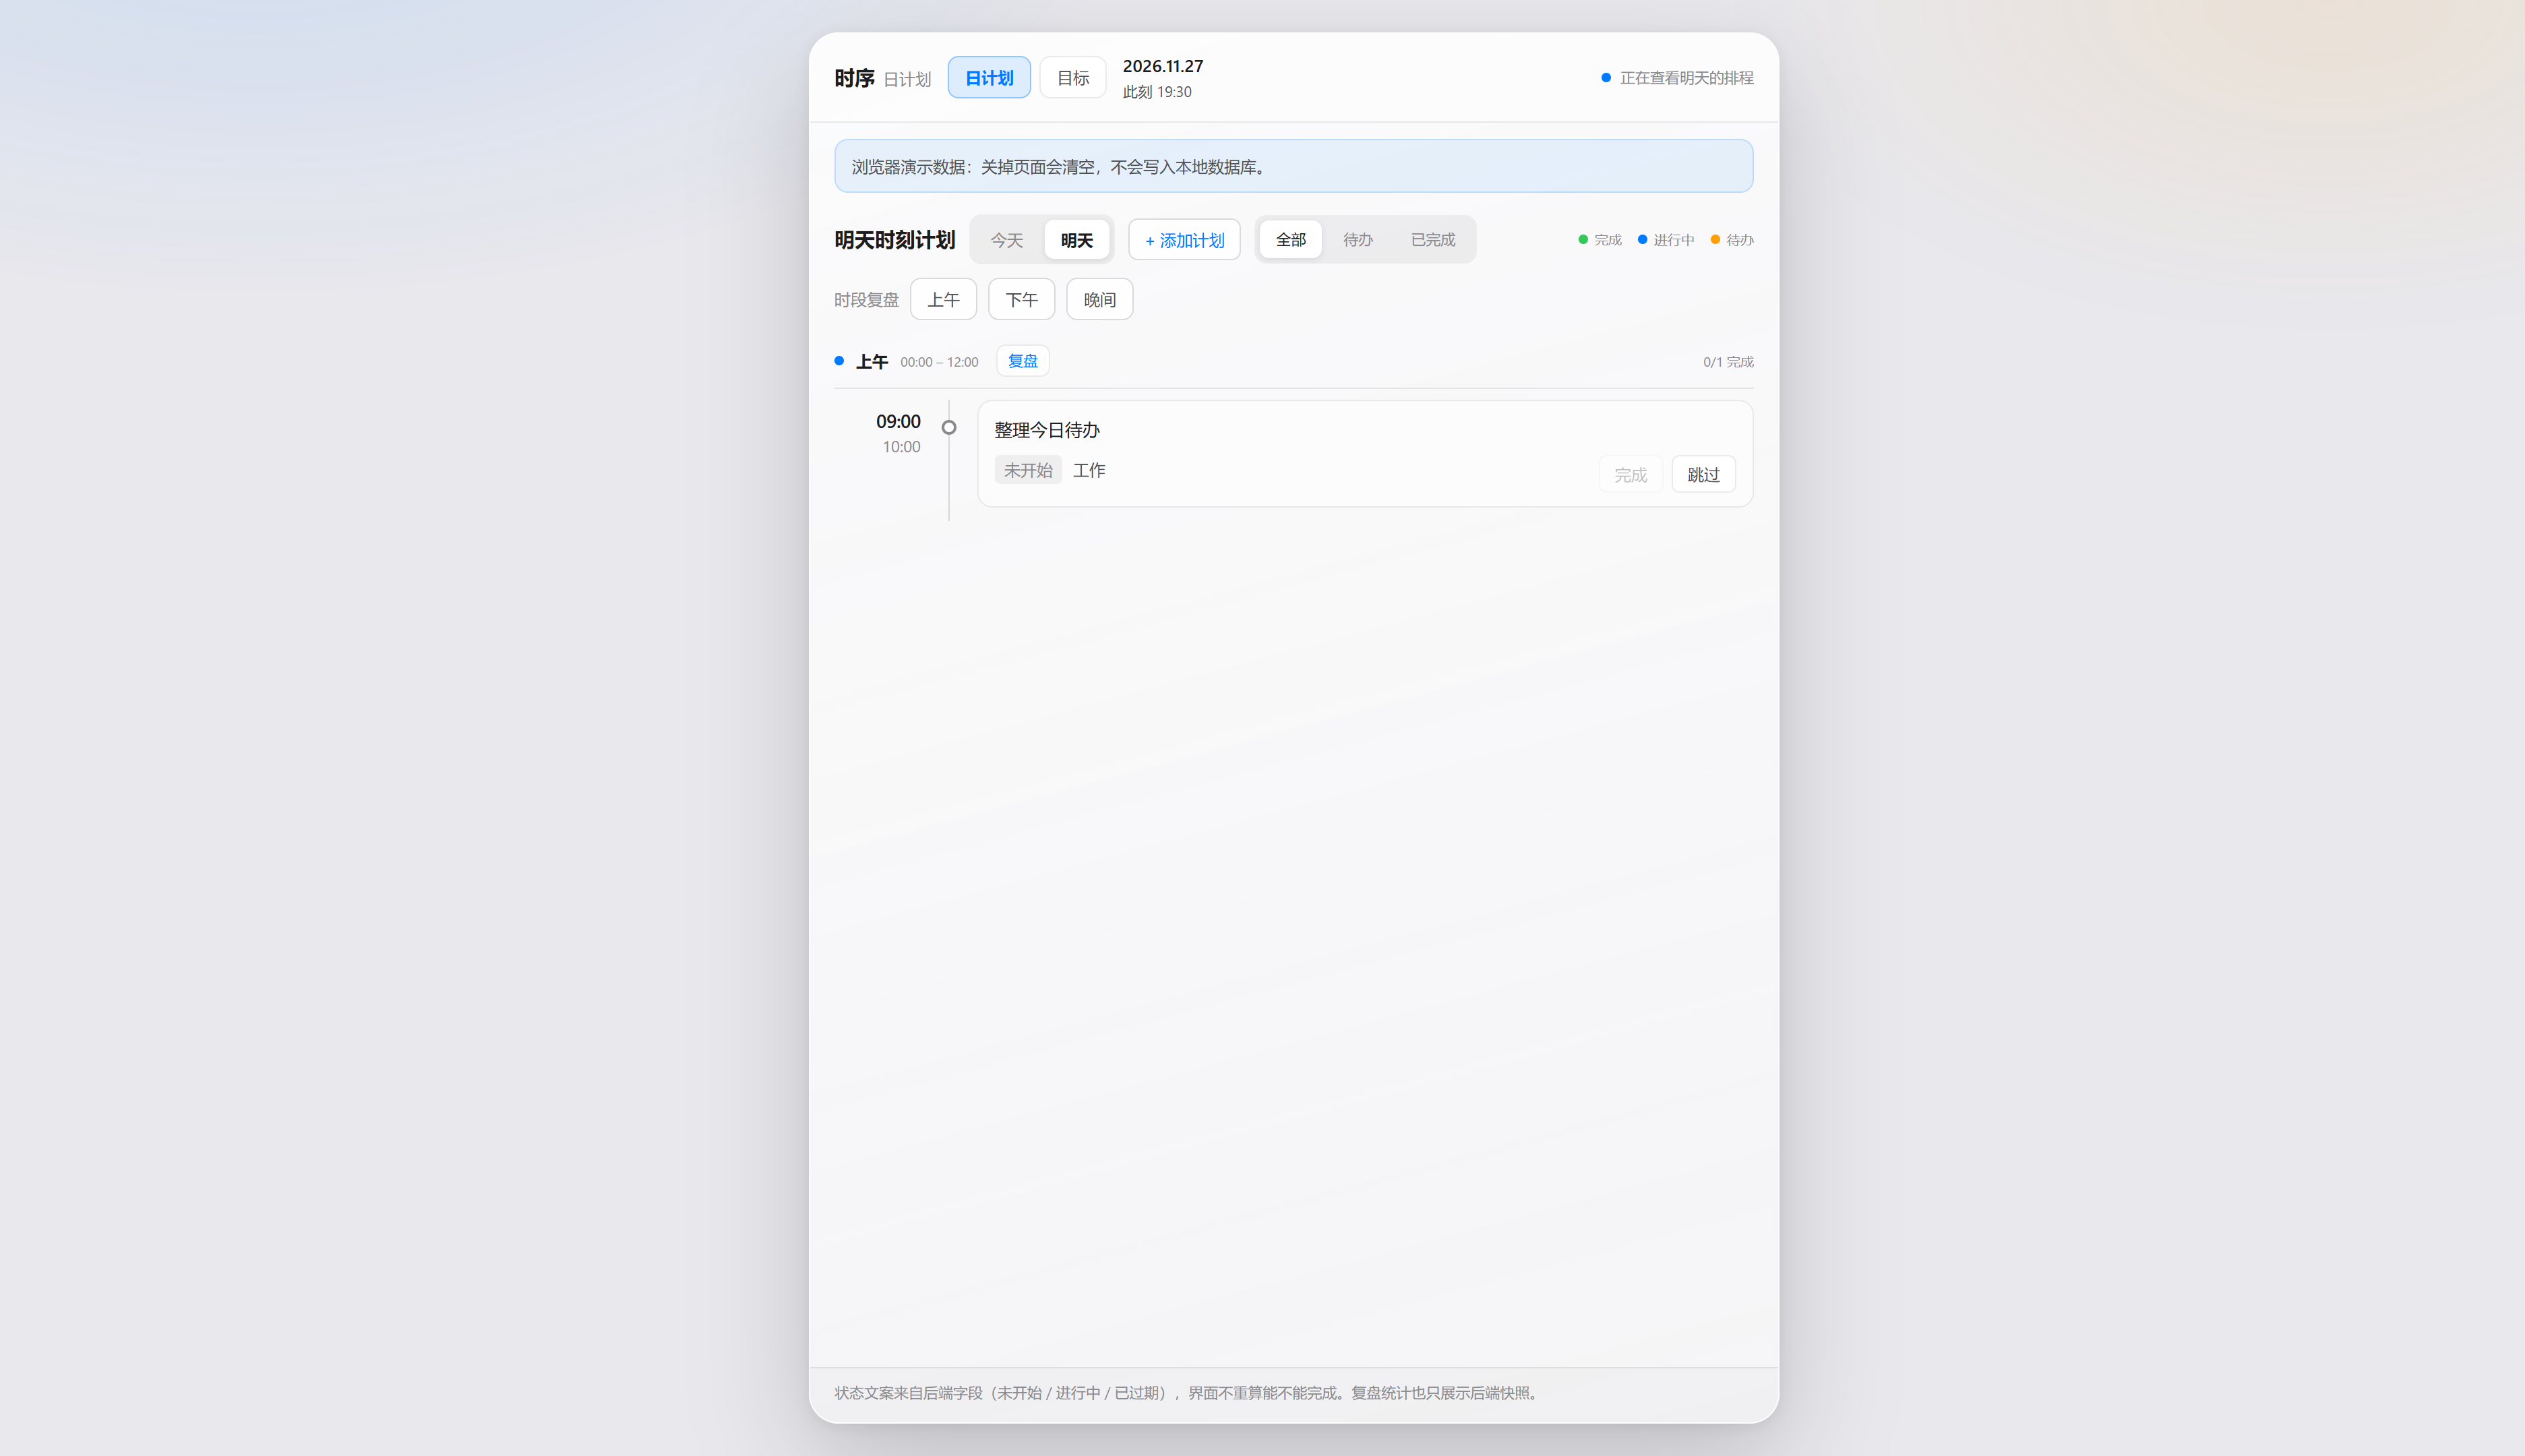 时序 日计划 日计划 目标 2026.11.27 正在查看明天的排程
此刻 19:30
浏览器演示数据：关掉页面会清空，不会写入本地数据库。
明天时刻计划 今天 明天 + 添加计划 全部 待办 已完成 完成 进行中 待办
时段复盘 上午 下午 晚间
上午 00:00 – 12:00 复盘 0/1 完成
09:00 整理今日待办
10:00
未开始 工作 完成 跳过
状态文案来自后端字段（未开始 / 进行中 / 已过期），界面不重算能不能完成。复盘统计也只展示后端快照。